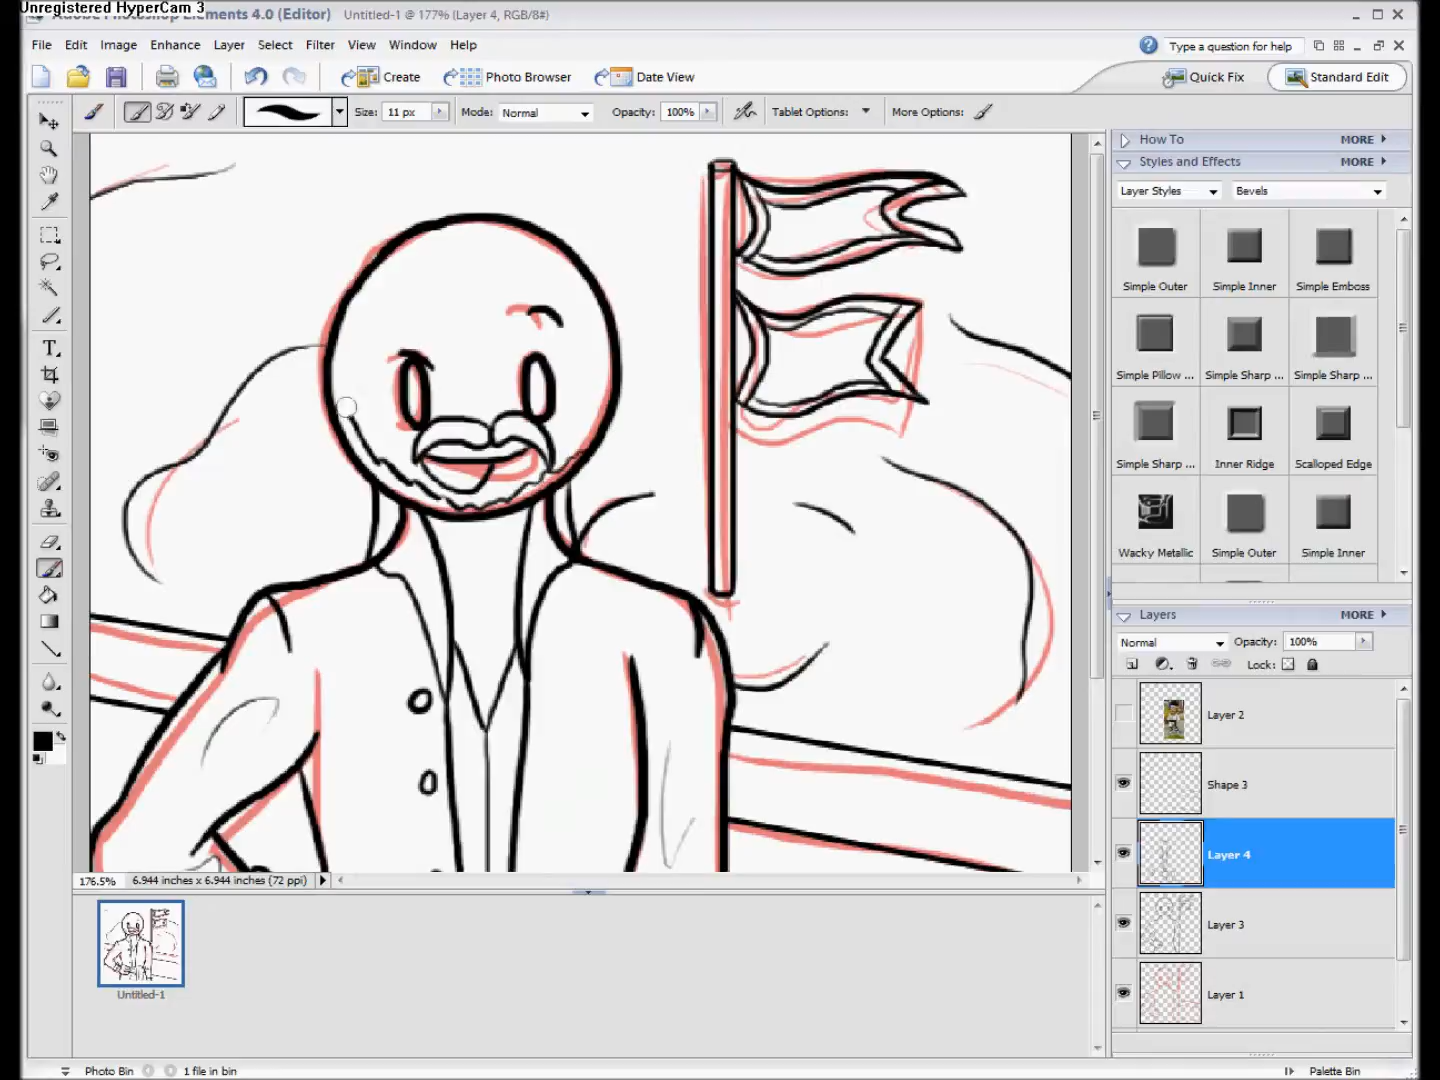 Unregistered HyperCam 3
Adobe Photoshop Elements 4.0 (Editor) Untitled-1 @ 177% (Layer 4, RGB/8#)
File Edit Image Enhance Layer Select Filter View Window Help Type a question for help
Create Photo Browser Date View Quick Fix Standard Edit
Size: 11 px Mode: Normal Opacity: 100% Tablet Options: More Options:
How To MORE
Styles and Effects MORE
Layer Styles Bevels
Simple Outer Simple Inner Simple Emboss
Simple Pillow ... Simple Sharp ... Simple Sharp ...
Simple Sharp ... Inner Ridge Scalloped Edge
Wacky Metallic Simple Outer Simple Inner
Layers MORE
Normal Opacity: 100%
Lock:
Layer 2
Shape 3
Layer 4
Layer 3
Layer 1
176.5% 6.944 inches x 6.944 inches (72 ppi)
Untitled-1
Photo Bin 1 file in bin Palette Bin